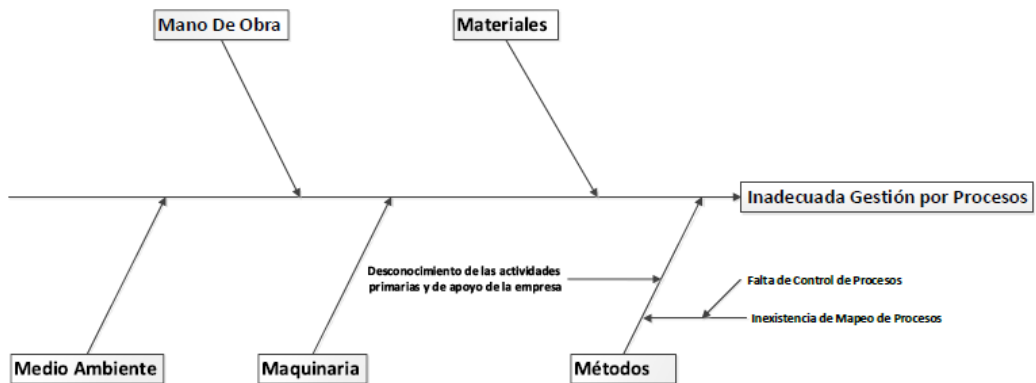 Mano De Obra
Materiales
Inadecuada Gestión por Procesos
Desconocimiento de las actividades
primarias y de apoyo de la empresa
Falta de Control de Procesos
Inexistencia de Mapeo de Procesos
Medio Ambiente
Maquinaria
Métodos